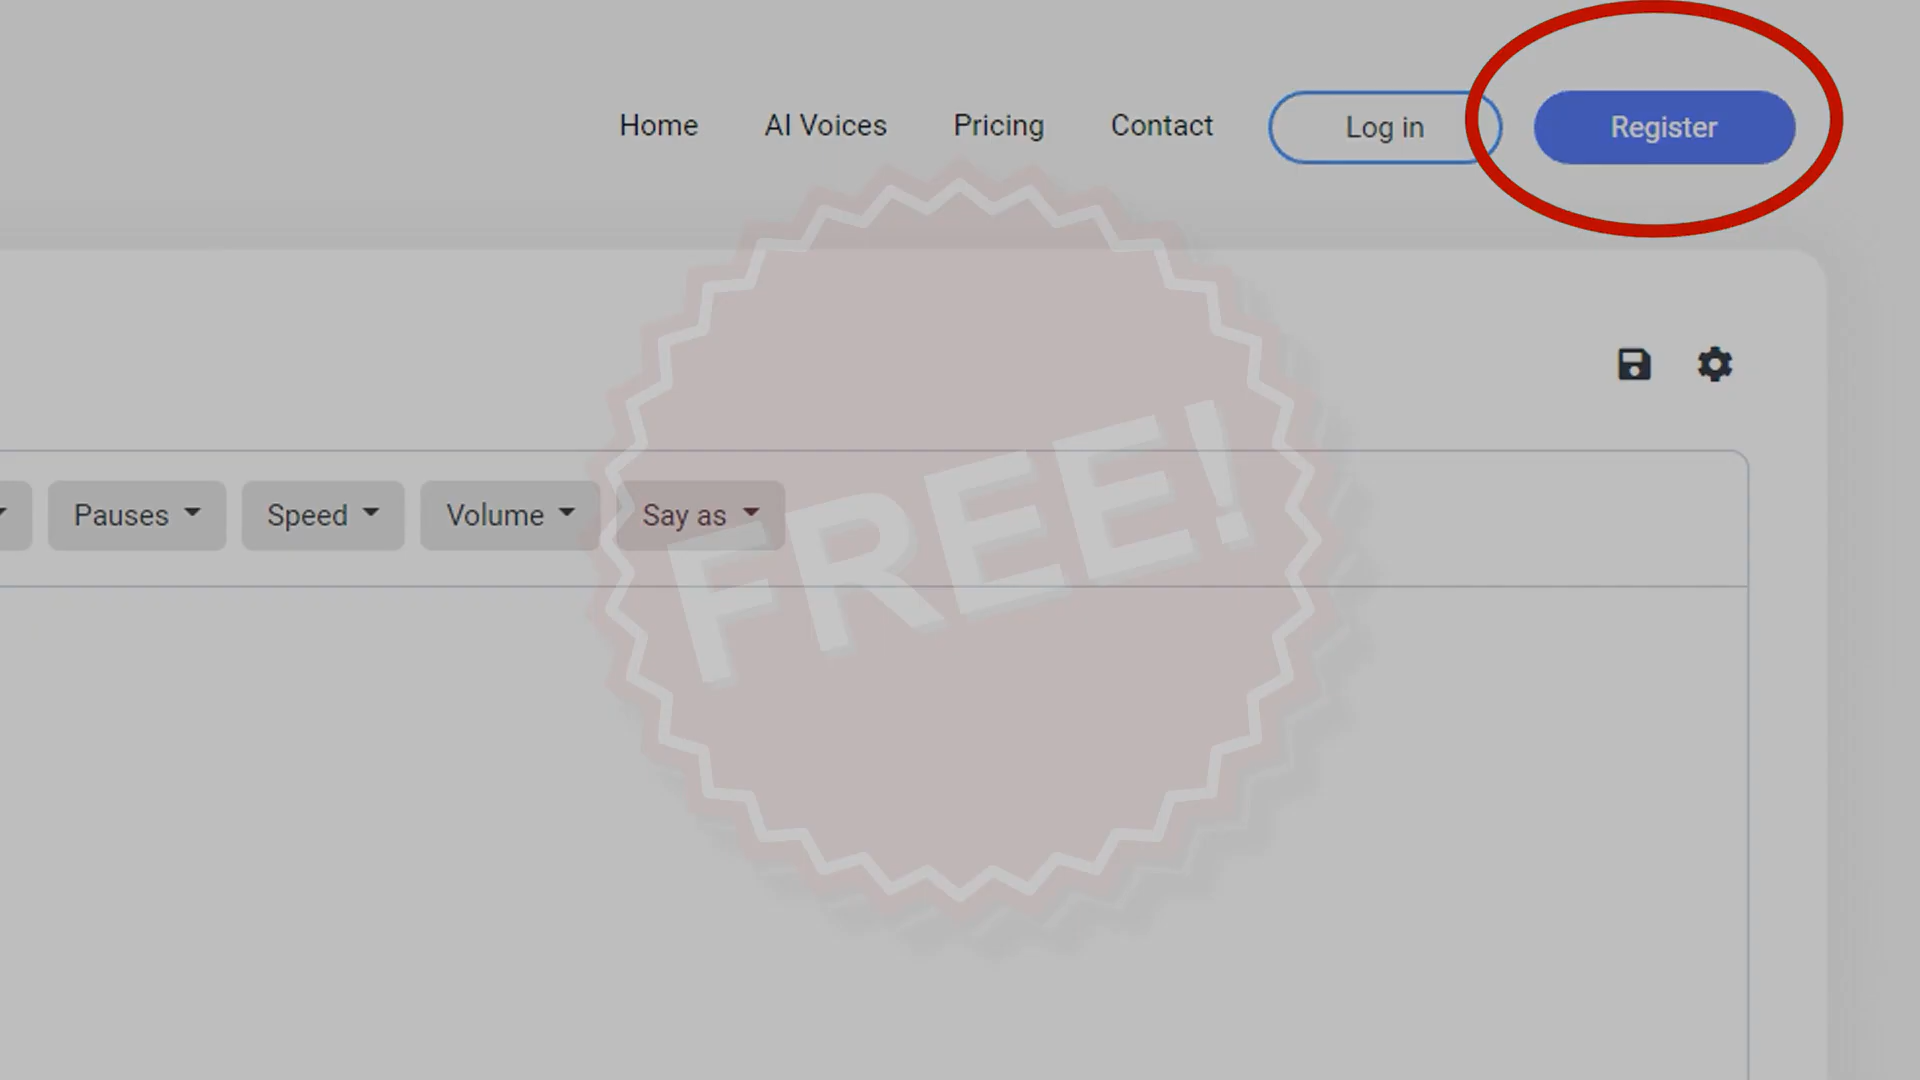 Home AI Voices Pricing Contact Log in Register
Pauses Speed Volume Say as
FREE!